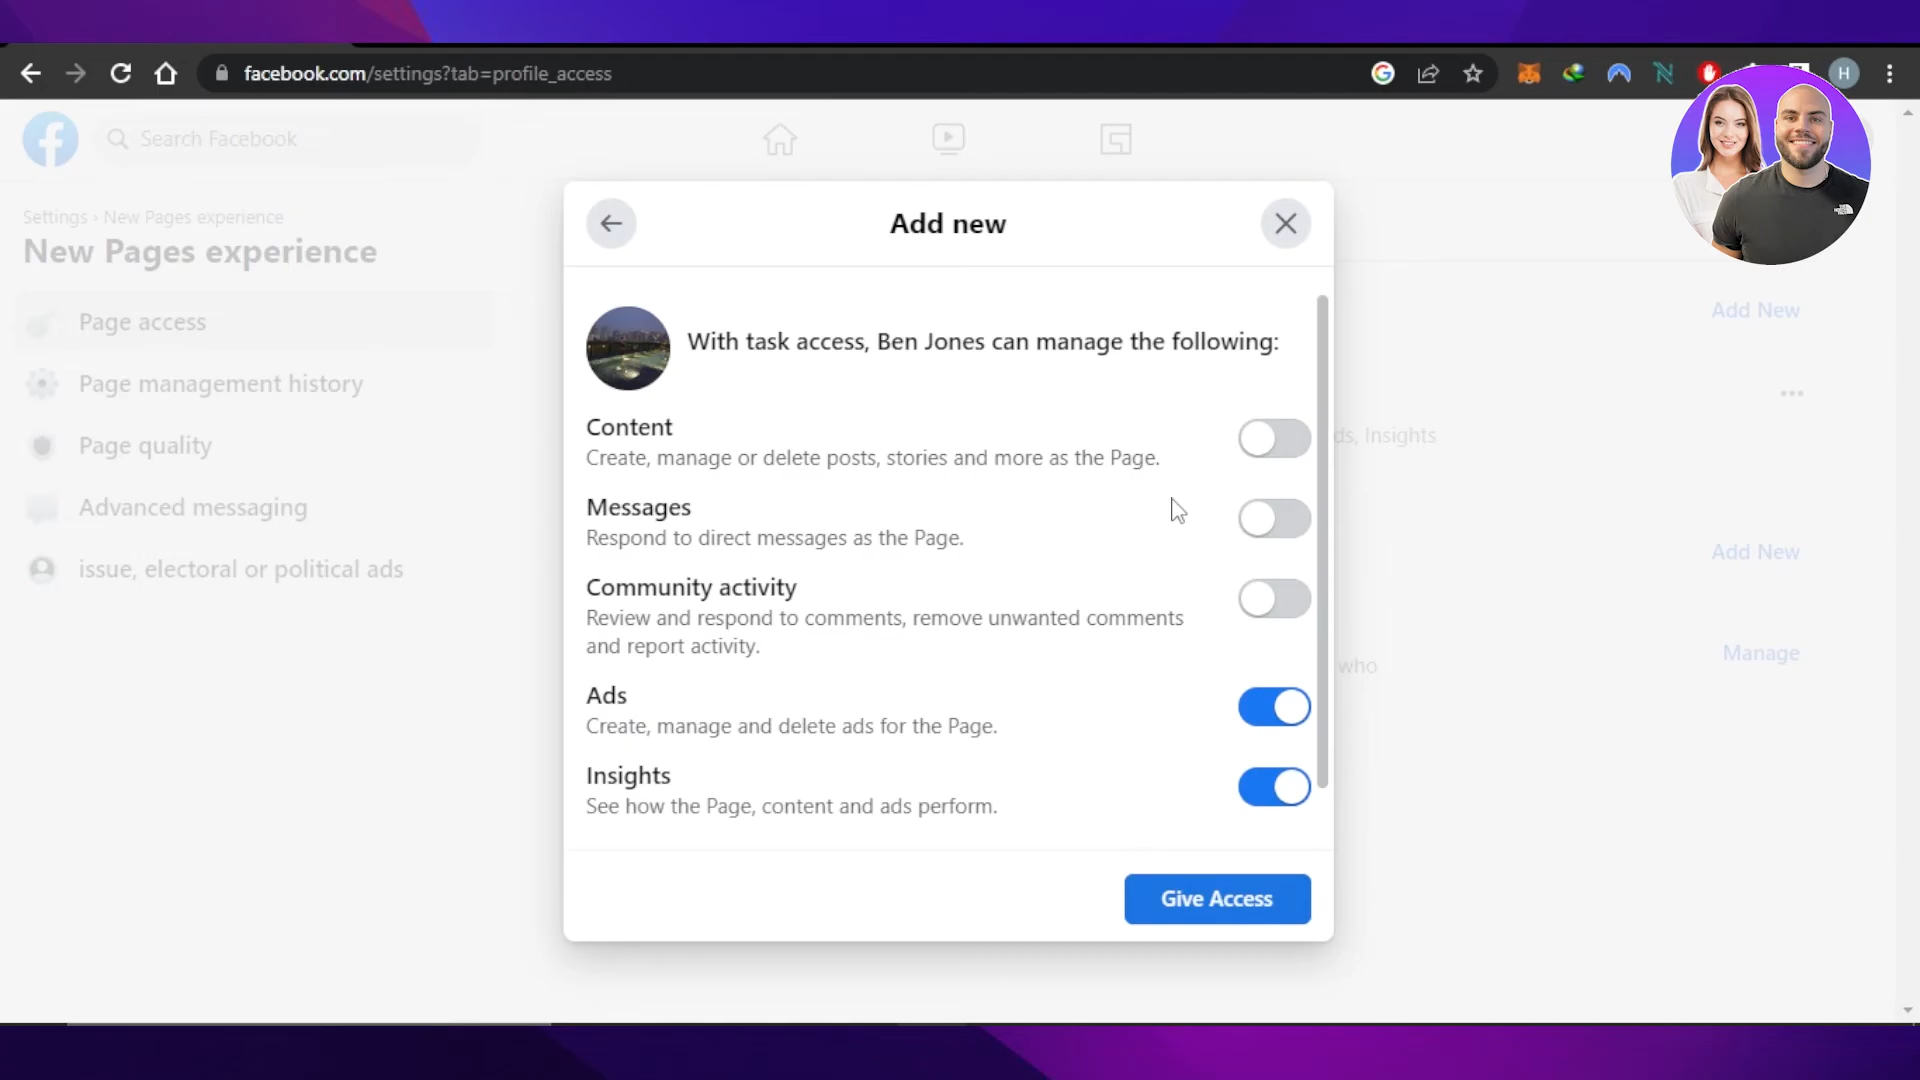 facebook.com/settings?tab=profile_access
H
Search Facebook
Settings › New Pages experience
New Pages experience
Page access
Page management history
Page quality
Advanced messaging
issue, electoral or political ads
Add new
With task access, Ben Jones can manage the following:
Content
Create, manage or delete posts, stories and more as the Page.
Messages
Respond to direct messages as the Page.
Community activity
Review and respond to comments, remove unwanted comments
and report activity.
Ads
Create, manage and delete ads for the Page.
Insights
See how the Page, content and ads perform.
Give Access
Add New
ds, Insights
Add New
who
Manage